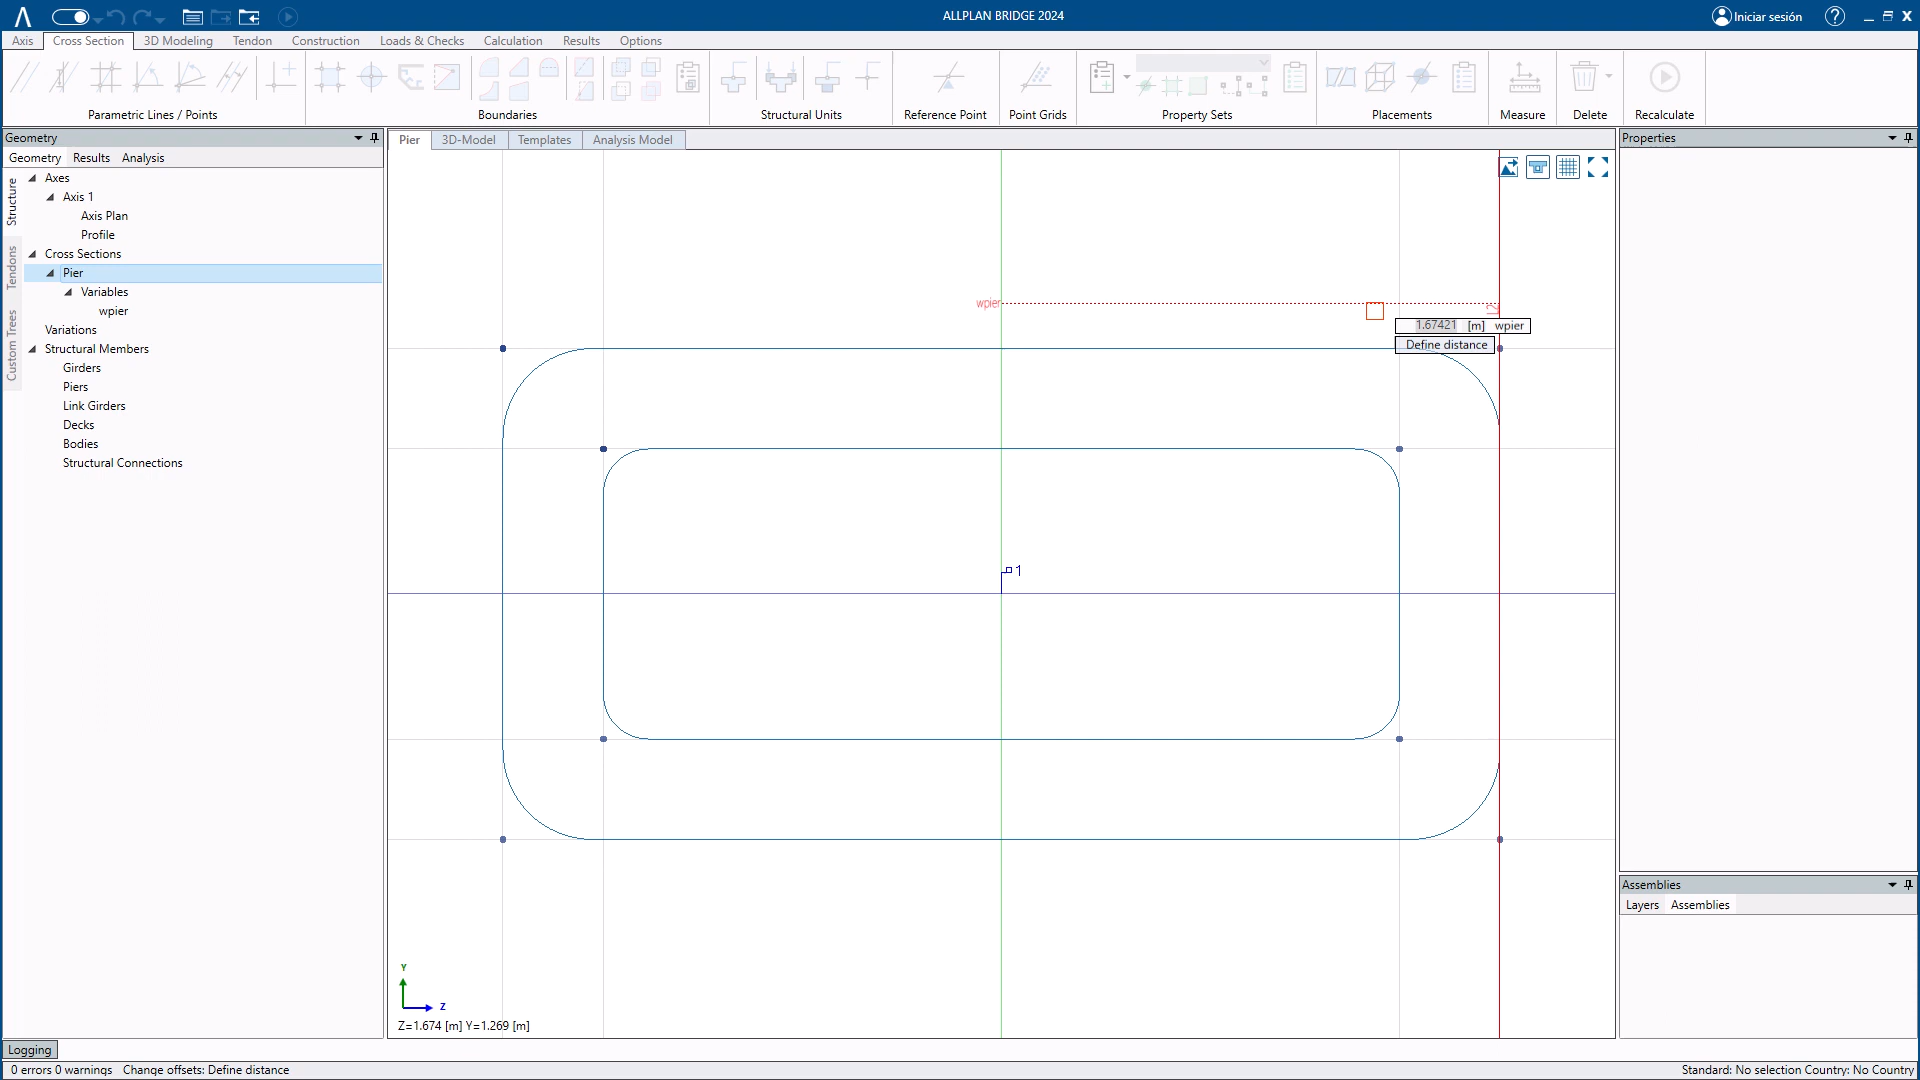 ALLPLAN BRIDGE 2024
Iniciar sesión
Axis Cross Section 3D Modeling Tendon Construction Loads & Checks Calculation Results Options
Parametric Lines / Points Boundaries Structural Units Reference Point Point Grids Property Sets Placements Measure Delete Recalculate
Geometry
Geometry Results Analysis
Structure
Tendons
Custom Trees
Axes
Axis 1
Axis Plan
Profile
Cross Sections
Pier
Variables
wpier
Variations
Structural Members
Girders
Piers
Link Girders
Decks
Bodies
Structural Connections
Pier 3D-Model Templates Analysis Model
wpier
1.67421 [m] wpier
Define distance
1
Y
Z
Z=1.674 [m] Y=1.269 [m]
Properties
Assemblies
Layers Assemblies
Logging
0 errors 0 warnings Change offsets: Define distance
Standard: No selection Country: No Country